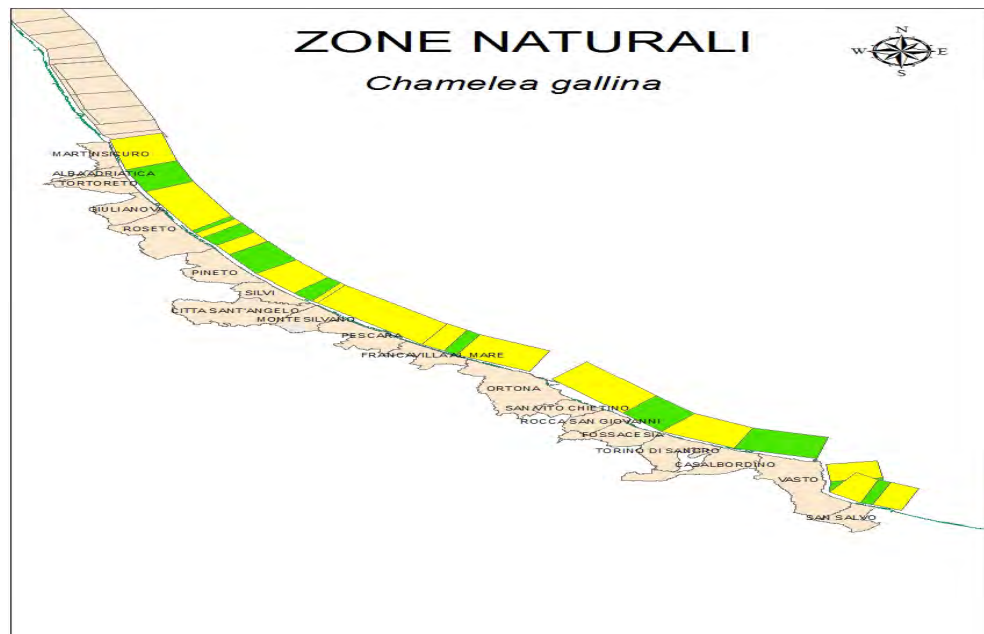 ZONE NATURALI
Chamelea gallina
N
W E
S
MARTINSICURO
ALBA ADRIATICA
TORTORETO
GIULIANOVA
ROSETO
PINETO
SILVI
CITTA SANT'ANGELO
MONTESILVANO
PESCARA
FRANCAVILLA AL MARE
ORTONA
SAN VITO CHIETINO
ROCCA SAN GIOVANNI
FOSSACESIA
TORINO DI SANGRO
CASALBORDINO
VASTO
SAN SALVO